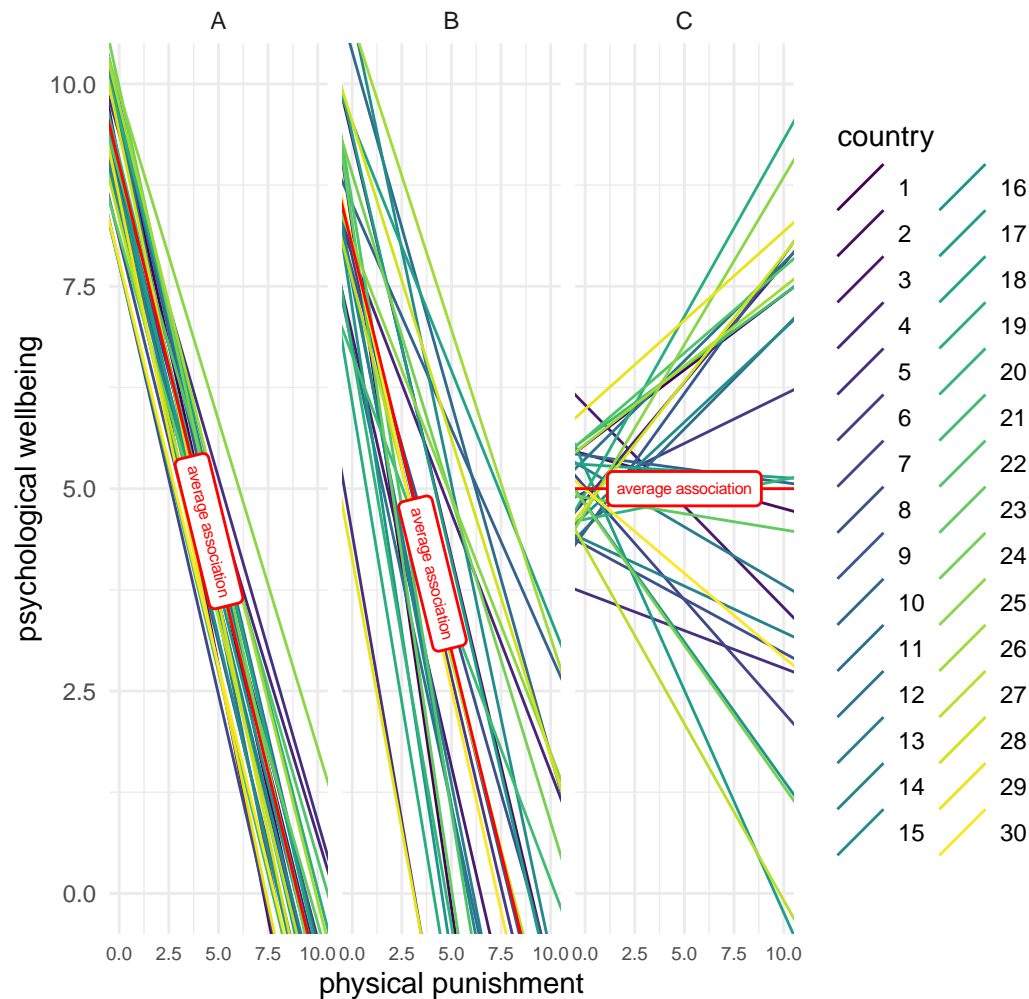 A B C
psychological wellbeing
10.0
7.5
5.0
2.5
0.0
average association
average association
average association
0.0 2.5 5.0 7.5 10.0 0.0 2.5 5.0 7.5 10.0 0.0 2.5 5.0 7.5 10.0
physical punishment
country
1 16
2 17
3 18
4 19
5 20
6 21
7 22
8 23
9 24
10 25
11 26
12 27
13 28
14 29
15 30